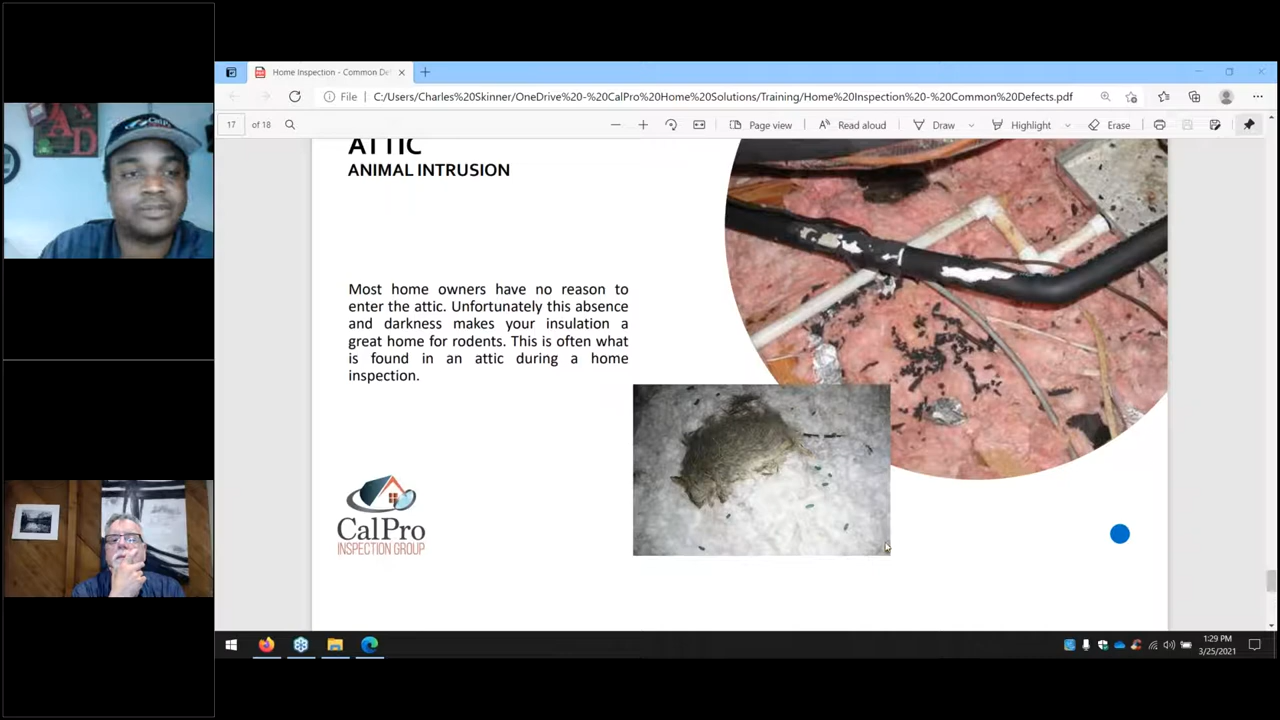 Home Inspection - Common De
File
C:/Users/Charles%20Skinner/OneDrive%20-%20CalPro%20Home%20Solutions/Training/Home%20Inspection%20-%20Common%20Defects.pdf
17 of 18
Page view
Read aloud
Draw
Highlight
Erase
AD
ATTIC
ANIMAL INTRUSION
Most home owners have no reason to
enter the attic. Unfortunately this absence
and darkness makes your insulation a
great home for rodents. This is often what
is found in an attic during a home
inspection.
CalPro
INSPECTION GROUP
1:29 PM
3/25/2021